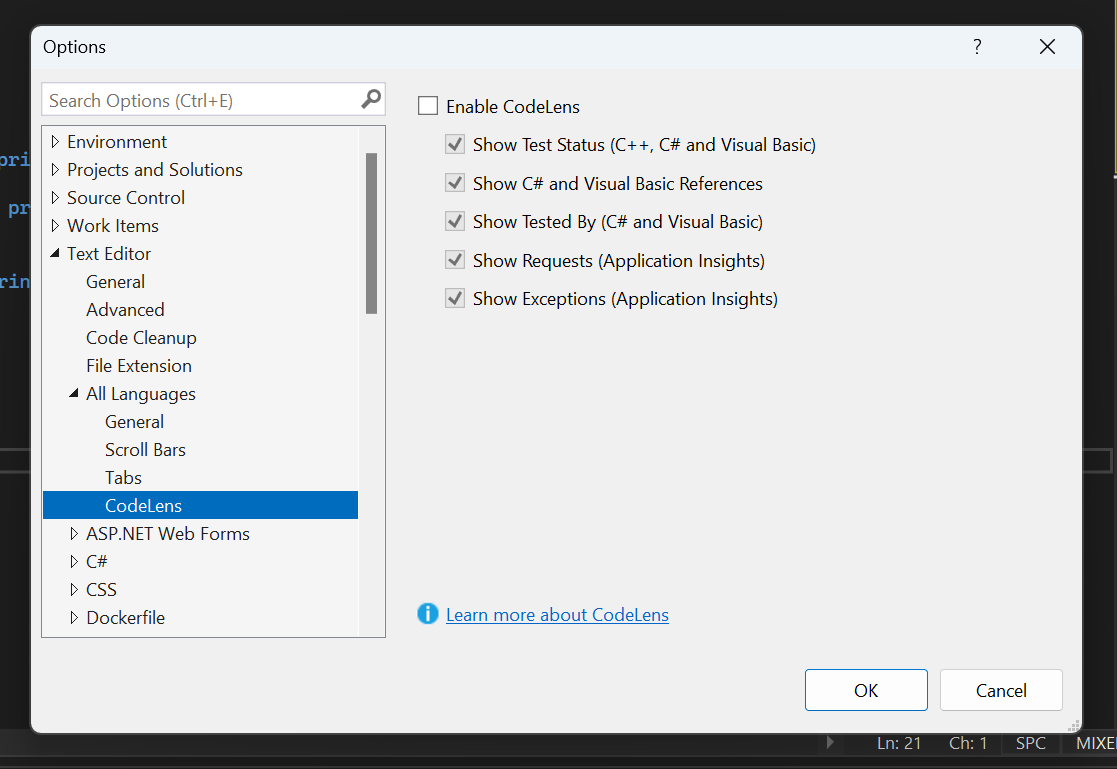 Options
?
Search Options (Ctrl+E)
Environment
Projects and Solutions
Source Control
Work Items
Text Editor
General
Advanced
Code Cleanup
File Extension
All Languages
General
Scroll Bars
Tabs
CodeLens
ASP.NET Web Forms
C#
CSS
Dockerfile
Enable CodeLens
Show Test Status (C++, C# and Visual Basic)
Show C# and Visual Basic References
Show Tested By (C# and Visual Basic)
Show Requests (Application Insights)
Show Exceptions (Application Insights)
Learn more about CodeLens
OK
Cancel
pri
pr
rin
Ln: 21 Ch: 1 SPC MIXE